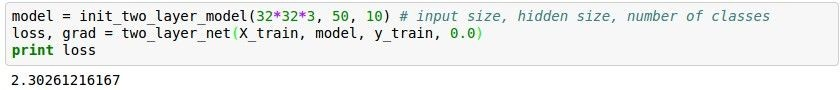 model = init_two_layer_model(32*32*3, 50, 10) # input size, hidden size, number of classes
loss, grad = two_layer_net(X_train, model, y_train, 0.0)
print loss
2.30261216167